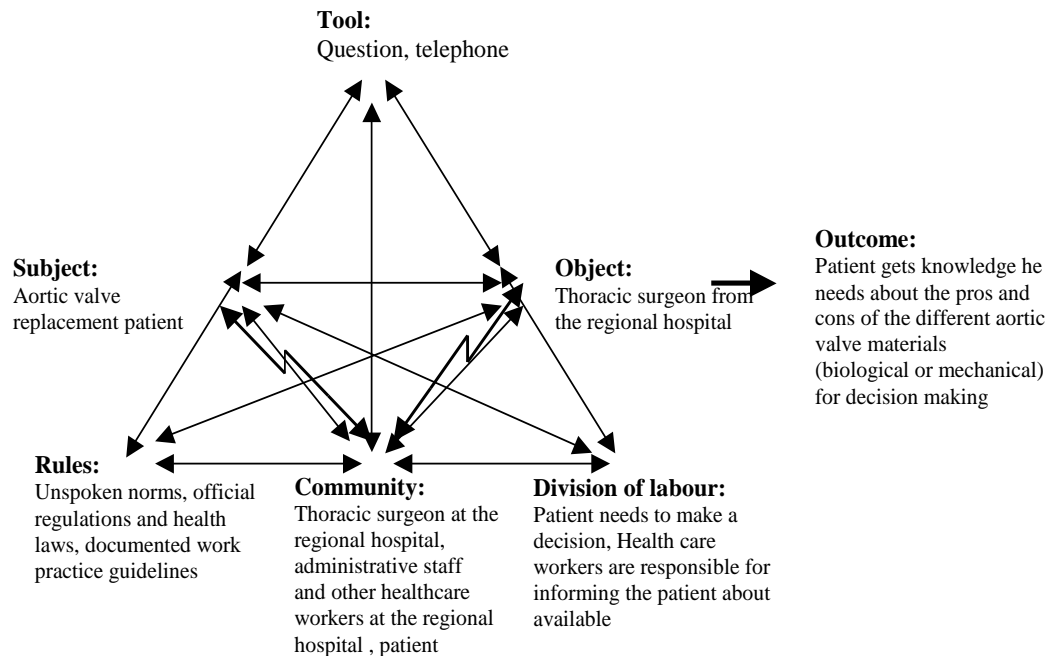 Tool:
Question, telephone
Subject:
Aortic valve
replacement patient
Object:
Thoracic surgeon from
the regional hospital
Outcome:
Patient gets knowledge he
needs about the pros and
cons of the different aortic
valve materials
(biological or mechanical)
for decision making
Rules:
Unspoken norms, official
regulations and health
laws, documented work
practice guidelines
Community:
Thoracic surgeon at the
regional hospital,
administrative staff
and other healthcare
workers at the regional
hospital , patient
Division of labour:
Patient needs to make a
decision, Health care
workers are responsible for
informing the patient about
available